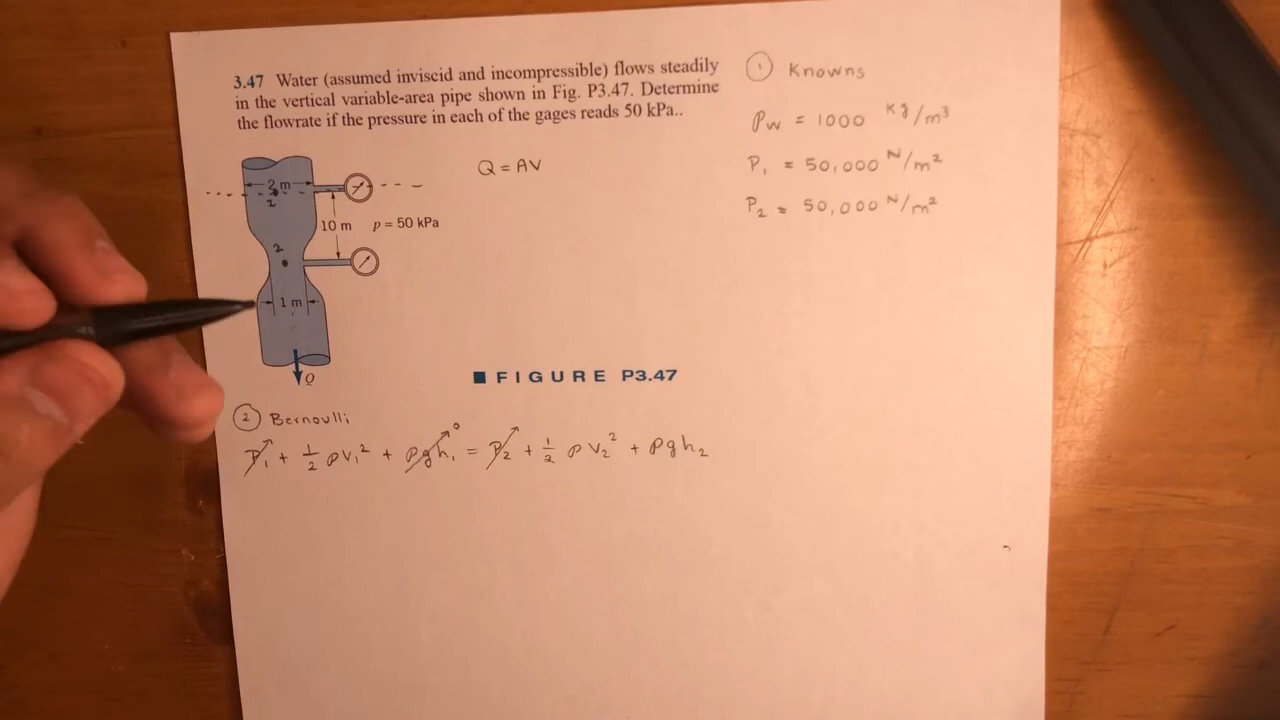 3.47 Water (assumed inviscid and incompressible) flows steadily
in the vertical variable-area pipe shown in Fig. P3.47. Determine
the flowrate if the pressure in each of the gages reads 50 kPa..
Q = AV
2 m
2
10 m p = 50 kPa
2
1 m
Q
■ FIGURE P3.47
① Knowns
ρw = 1000 kg/m³
P₁ = 50,000 N/m²
P₂ = 50,000 N/m²
② Bernoulli
P₁ + 1/2 ρV₁² + ρgh₁ ⁰ = P₂ + 1/2 ρV₂² + ρgh₂